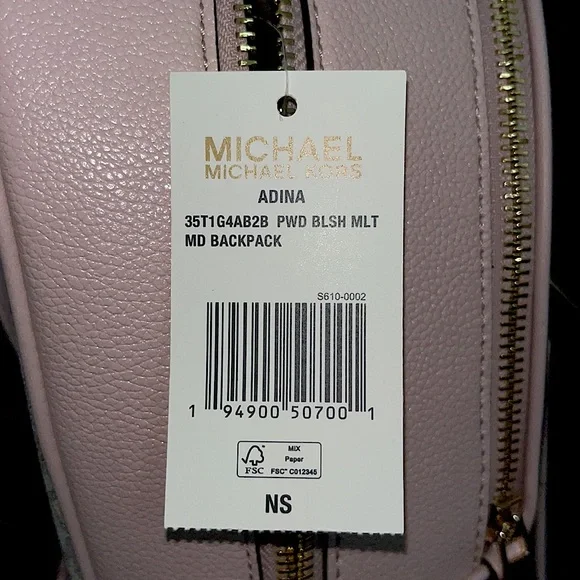 MICHAEL
MICHAEL KORS
ADINA
35T1G4AB2B PWD BLSH MLT
MD BACKPACK
S610-0002
1 94900 50700 1
FSC
MIX
Paper
FSC™ C012345
NS